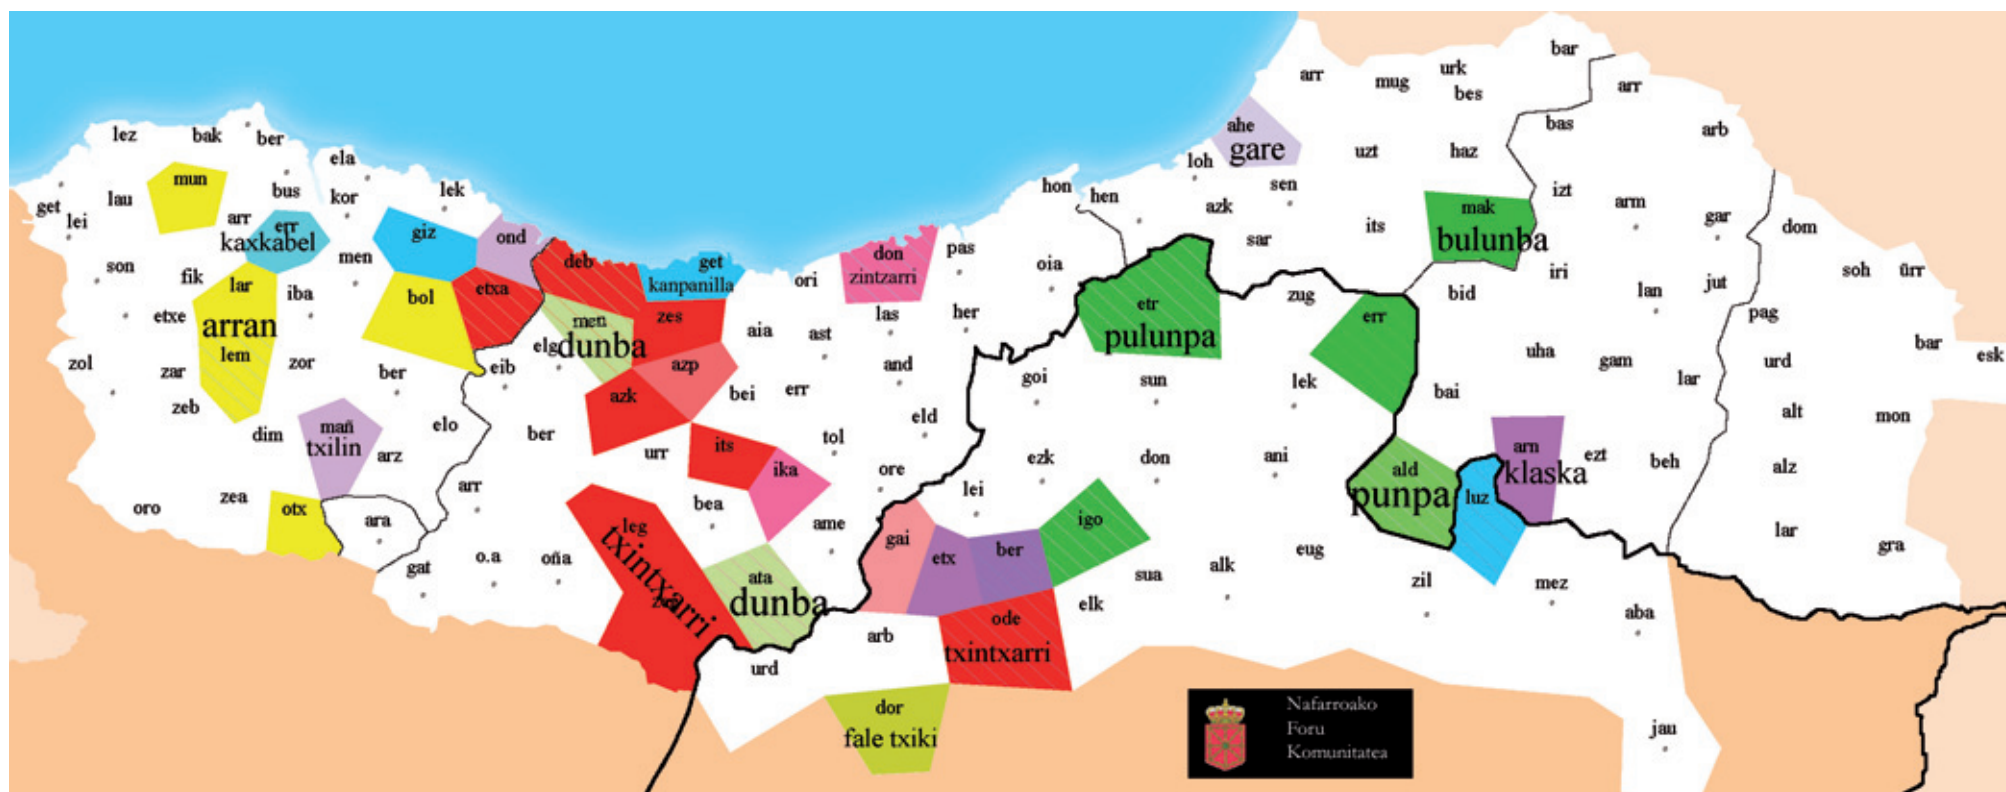 bar
arr
mug
urk
bes
arr
lez
bak
ber
ahe
gare
bas
arb
ela
loh
uzt
haz
mun
lau
bus
kor
lek
hon
hen
sen
izt
get
lei
arr
err
kaxkabel
giz
ond
azk
its
mak
bulunba
arm
gar
dom
son
fik
men
deb
get
kanpanilla
ori
don
zintzarri
pas
oia
sar
iri
soh
ürr
lar
iba
bol
etxa
zug
bid
lan
jut
etxe
arran
lem
men
dunba
zes
aia
ast
las
her
etr
pulunpa
err
pag
zol
zar
zor
ber
eib
elg
azp
and
goi
sun
uha
gam
lar
urd
bar
esk
zeb
azk
bei
err
lek
bai
dim
mañ
txilin
elo
ber
eld
alt
mon
arz
urr
its
ika
tol
ore
ezk
don
ani
ald
punpa
luz
arn
klaska
ezt
beh
alz
oro
zea
otx
ara
arr
bea
ame
lei
igo
lar
gra
gat
o.a
oña
leg
txintxarri
ata
dunba
gai
etx
ber
sua
alk
eug
zil
mez
elk
aba
urd
arb
ode
txintxarri
dor
fale txiki
jau
Nafarroako
Foru
Komunitatea